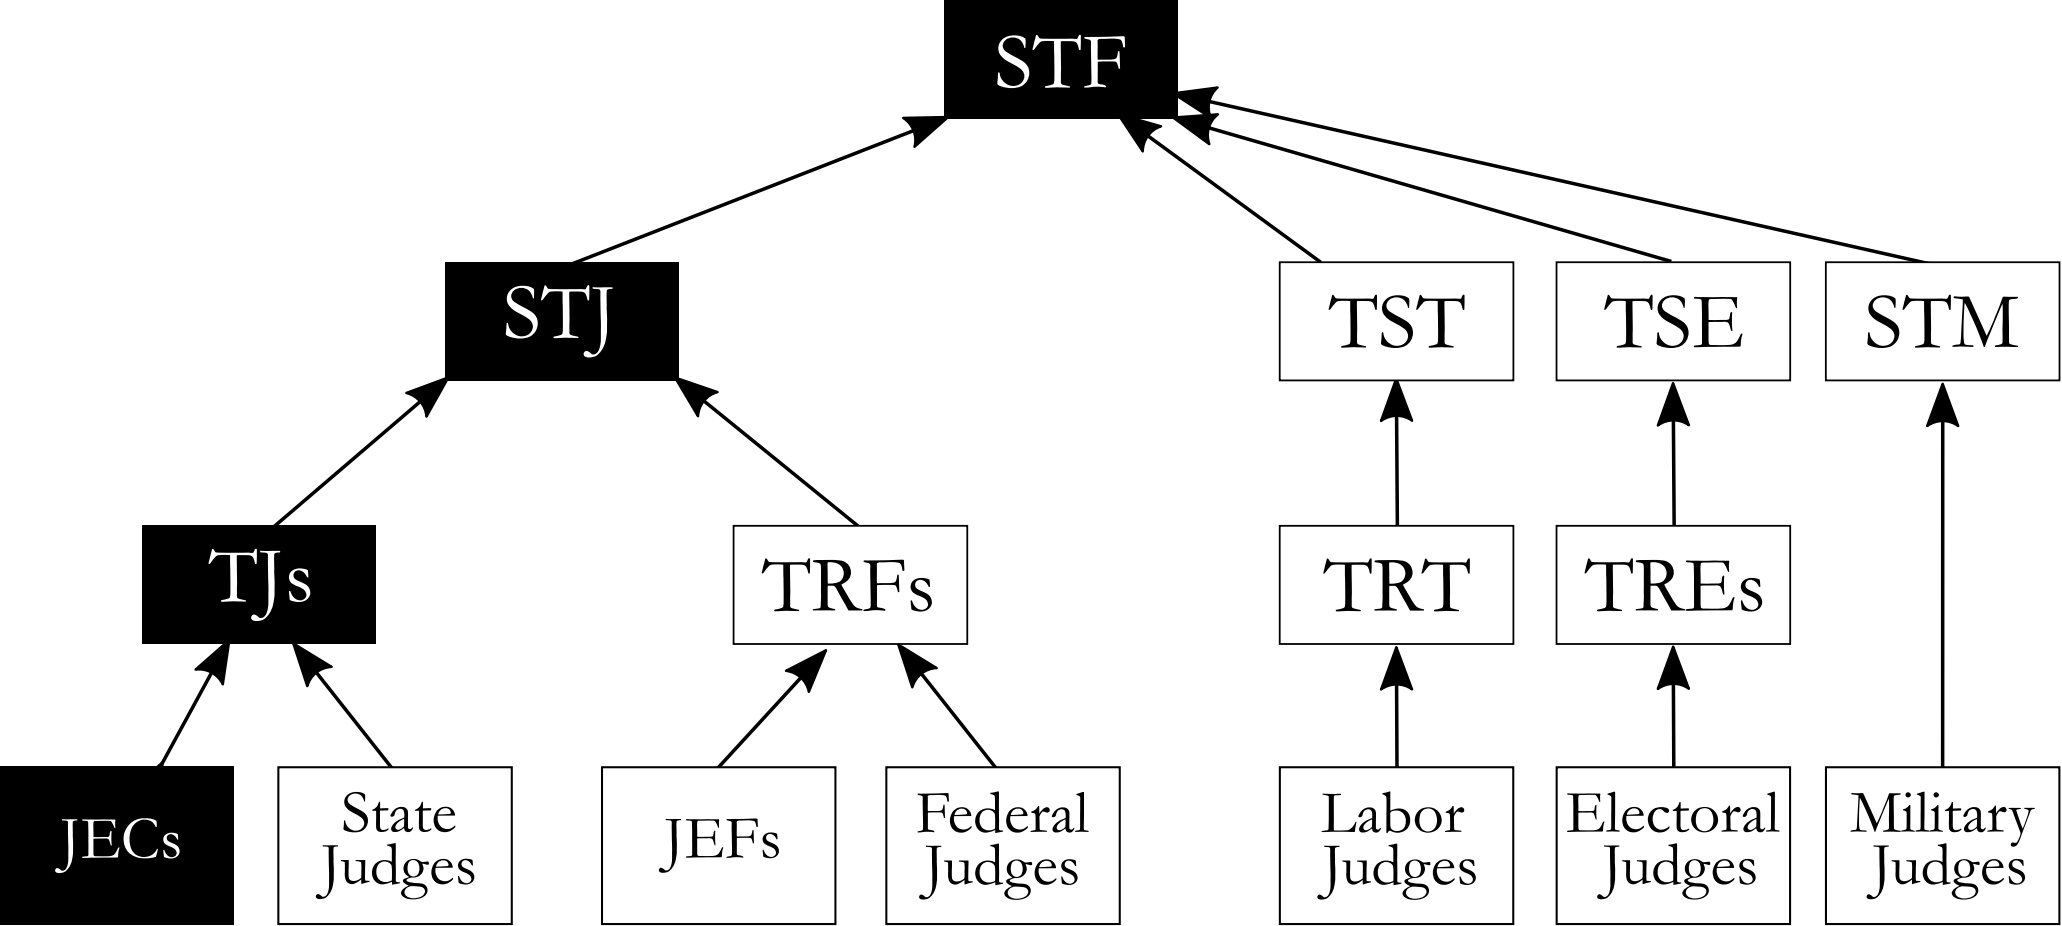 STF
STJ
TST
TSE
STM
TJs
TRFs
TRT
TREs
JECs
State
Judges
JEFs
Federal
Judges
Labor
Judges
Electoral
Judges
Military
Judges